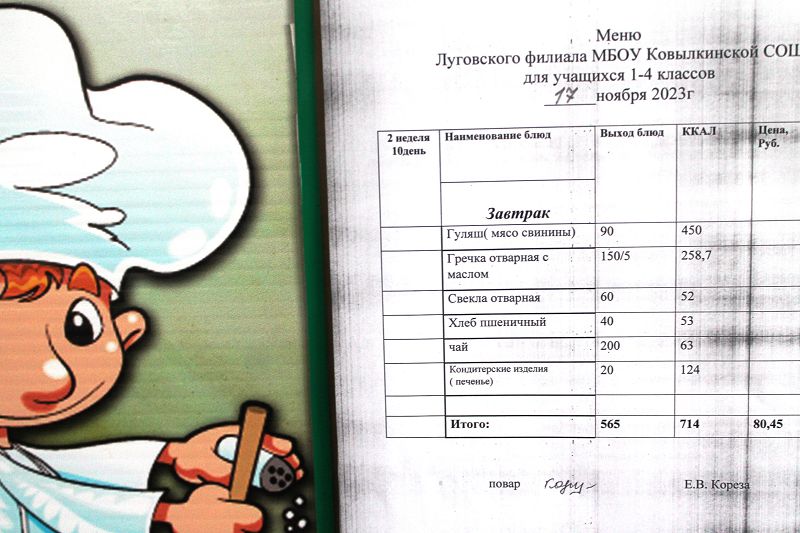 Меню
Луговского филиала МБОУ Ковылкинской СОШ
для учащихся 1-4 классов
17 ноября 2023г
2 неделя 10день Наименование блюд Выход блюд ККАЛ Цена, Руб.
Завтрак
Гуляш( мясо свинины) 90 450
Гречка отварная с маслом 150/5 258,7
Свекла отварная 60 52
Хлеб пшеничный 40 53
чай 200 63
Кондитерские изделия ( печенье) 20 124
Итого: 565 714 80,45
повар Е.В. Кореза